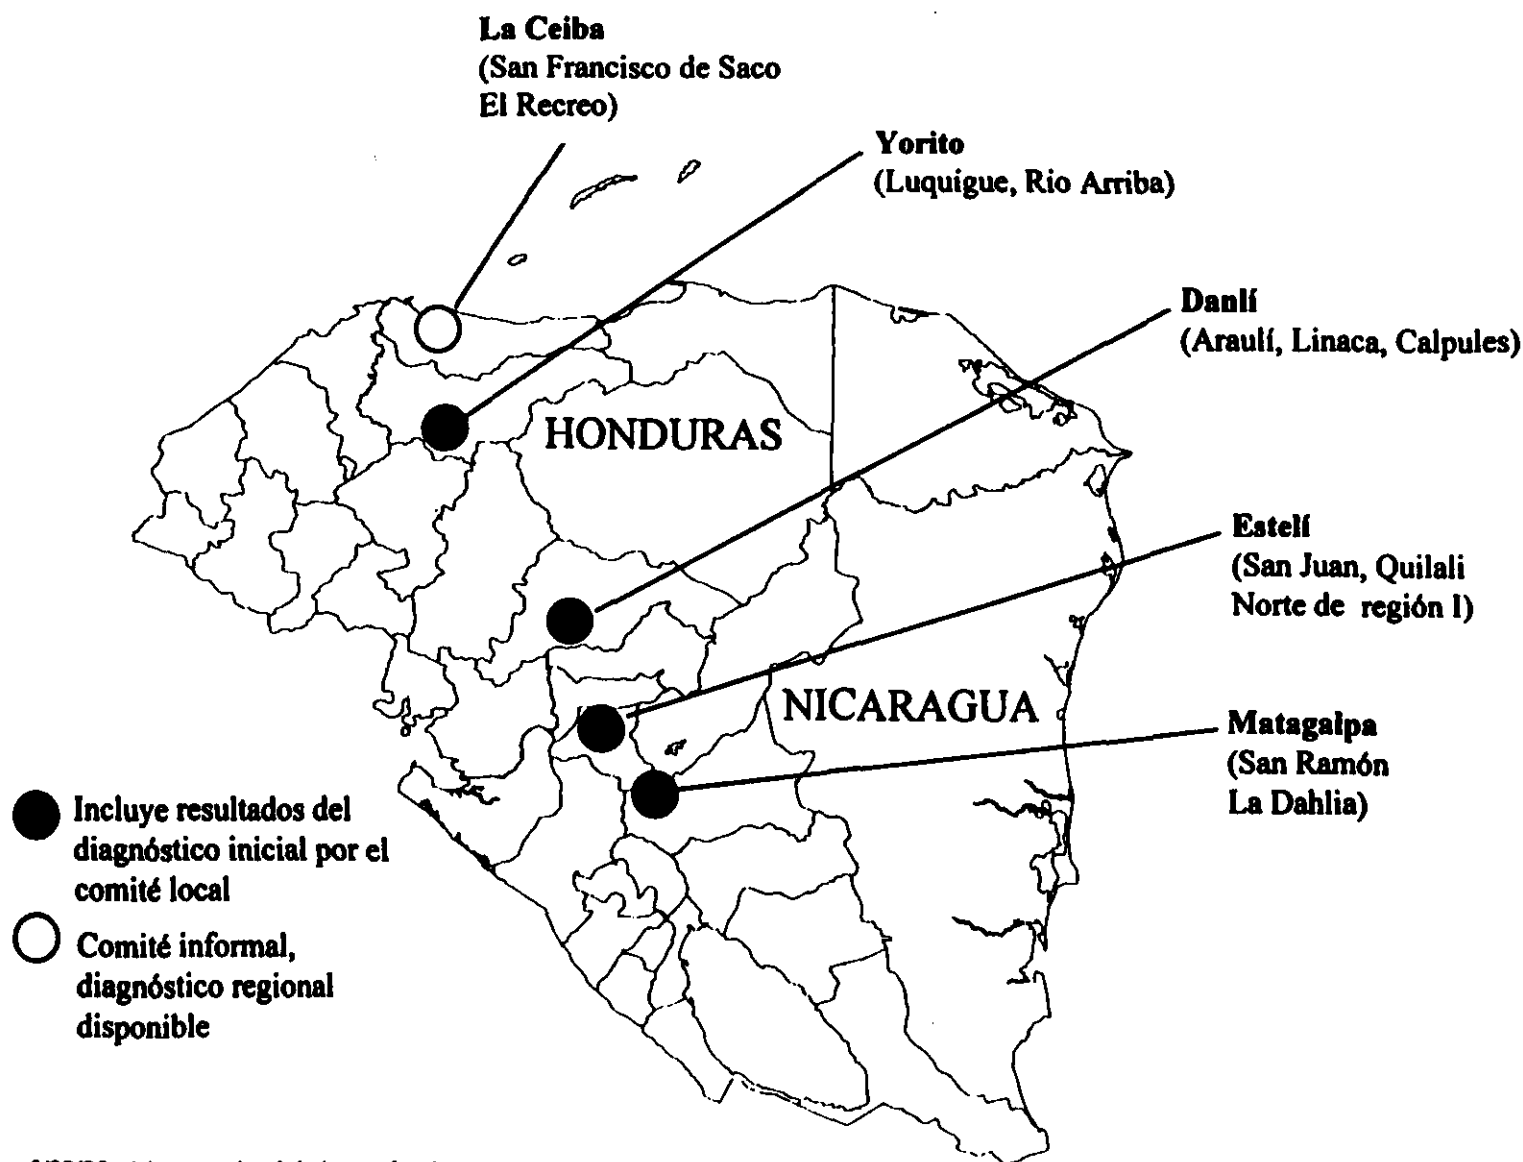 La Ceiba
(San Francisco de Saco
El Recreo)
Yorito
(Luquigue, Rio Arriba)
Danlí
(Araulí, Linaca, Calpules)
HONDURAS
Estelí
(San Juan, Quilali
Norte de región I)
NICARAGUA
Matagalpa
(San Ramón
La Dahlia)
Incluye resultados del
diagnóstico inicial por el
comité local
Comité informal,
diagnóstico regional
disponible